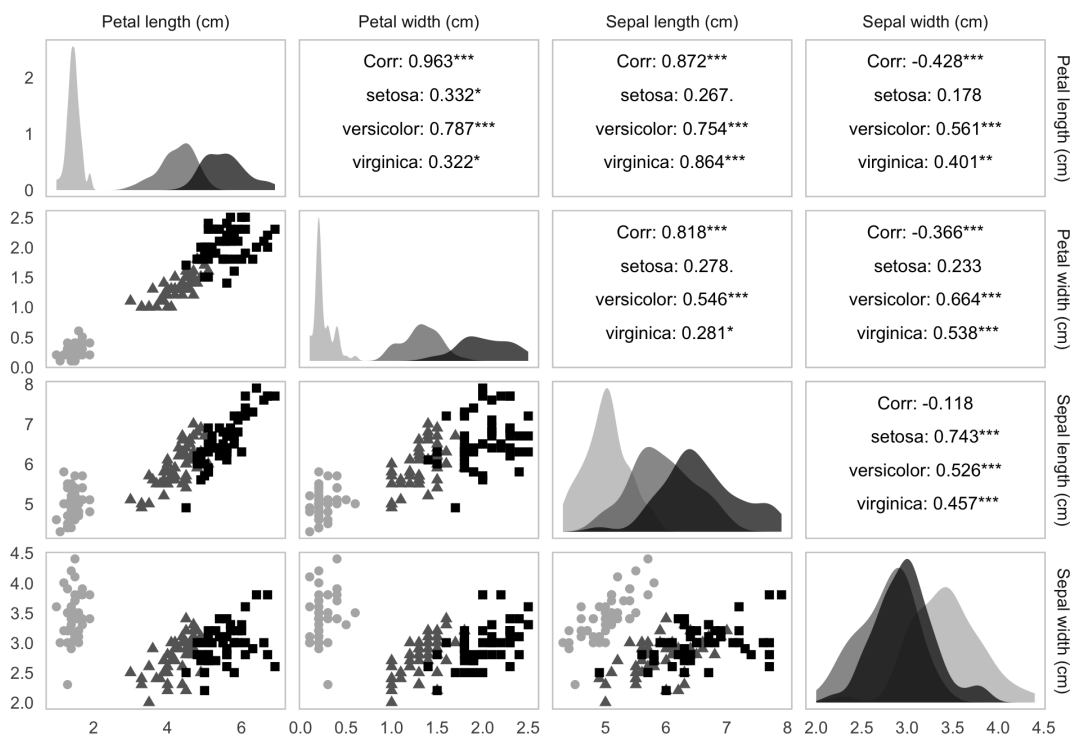 Petal length (cm)
Petal width (cm)
Sepal length (cm)
Sepal width (cm)
2
1
0
Corr: 0.963***
setosa: 0.332*
versicolor: 0.787***
virginica: 0.322*
Corr: 0.872***
setosa: 0.267.
versicolor: 0.754***
virginica: 0.864***
Corr: -0.428***
setosa: 0.178
versicolor: 0.561***
virginica: 0.401**
Petal length (cm)
2.5
2.0
1.5
1.0
0.5
0.0
Corr: 0.818***
setosa: 0.278.
versicolor: 0.546***
virginica: 0.281*
Corr: -0.366***
setosa: 0.233
versicolor: 0.664***
virginica: 0.538***
Petal width (cm)
8
7
6
5
Corr: -0.118
setosa: 0.743***
versicolor: 0.526***
virginica: 0.457***
Sepal length (cm)
4.5
4.0
3.5
3.0
2.5
2.0
Sepal width (cm)
2 4 6
0.0 0.5 1.0 1.5 2.0 2.5
5 6 7 8
2.0 2.5 3.0 3.5 4.0 4.5